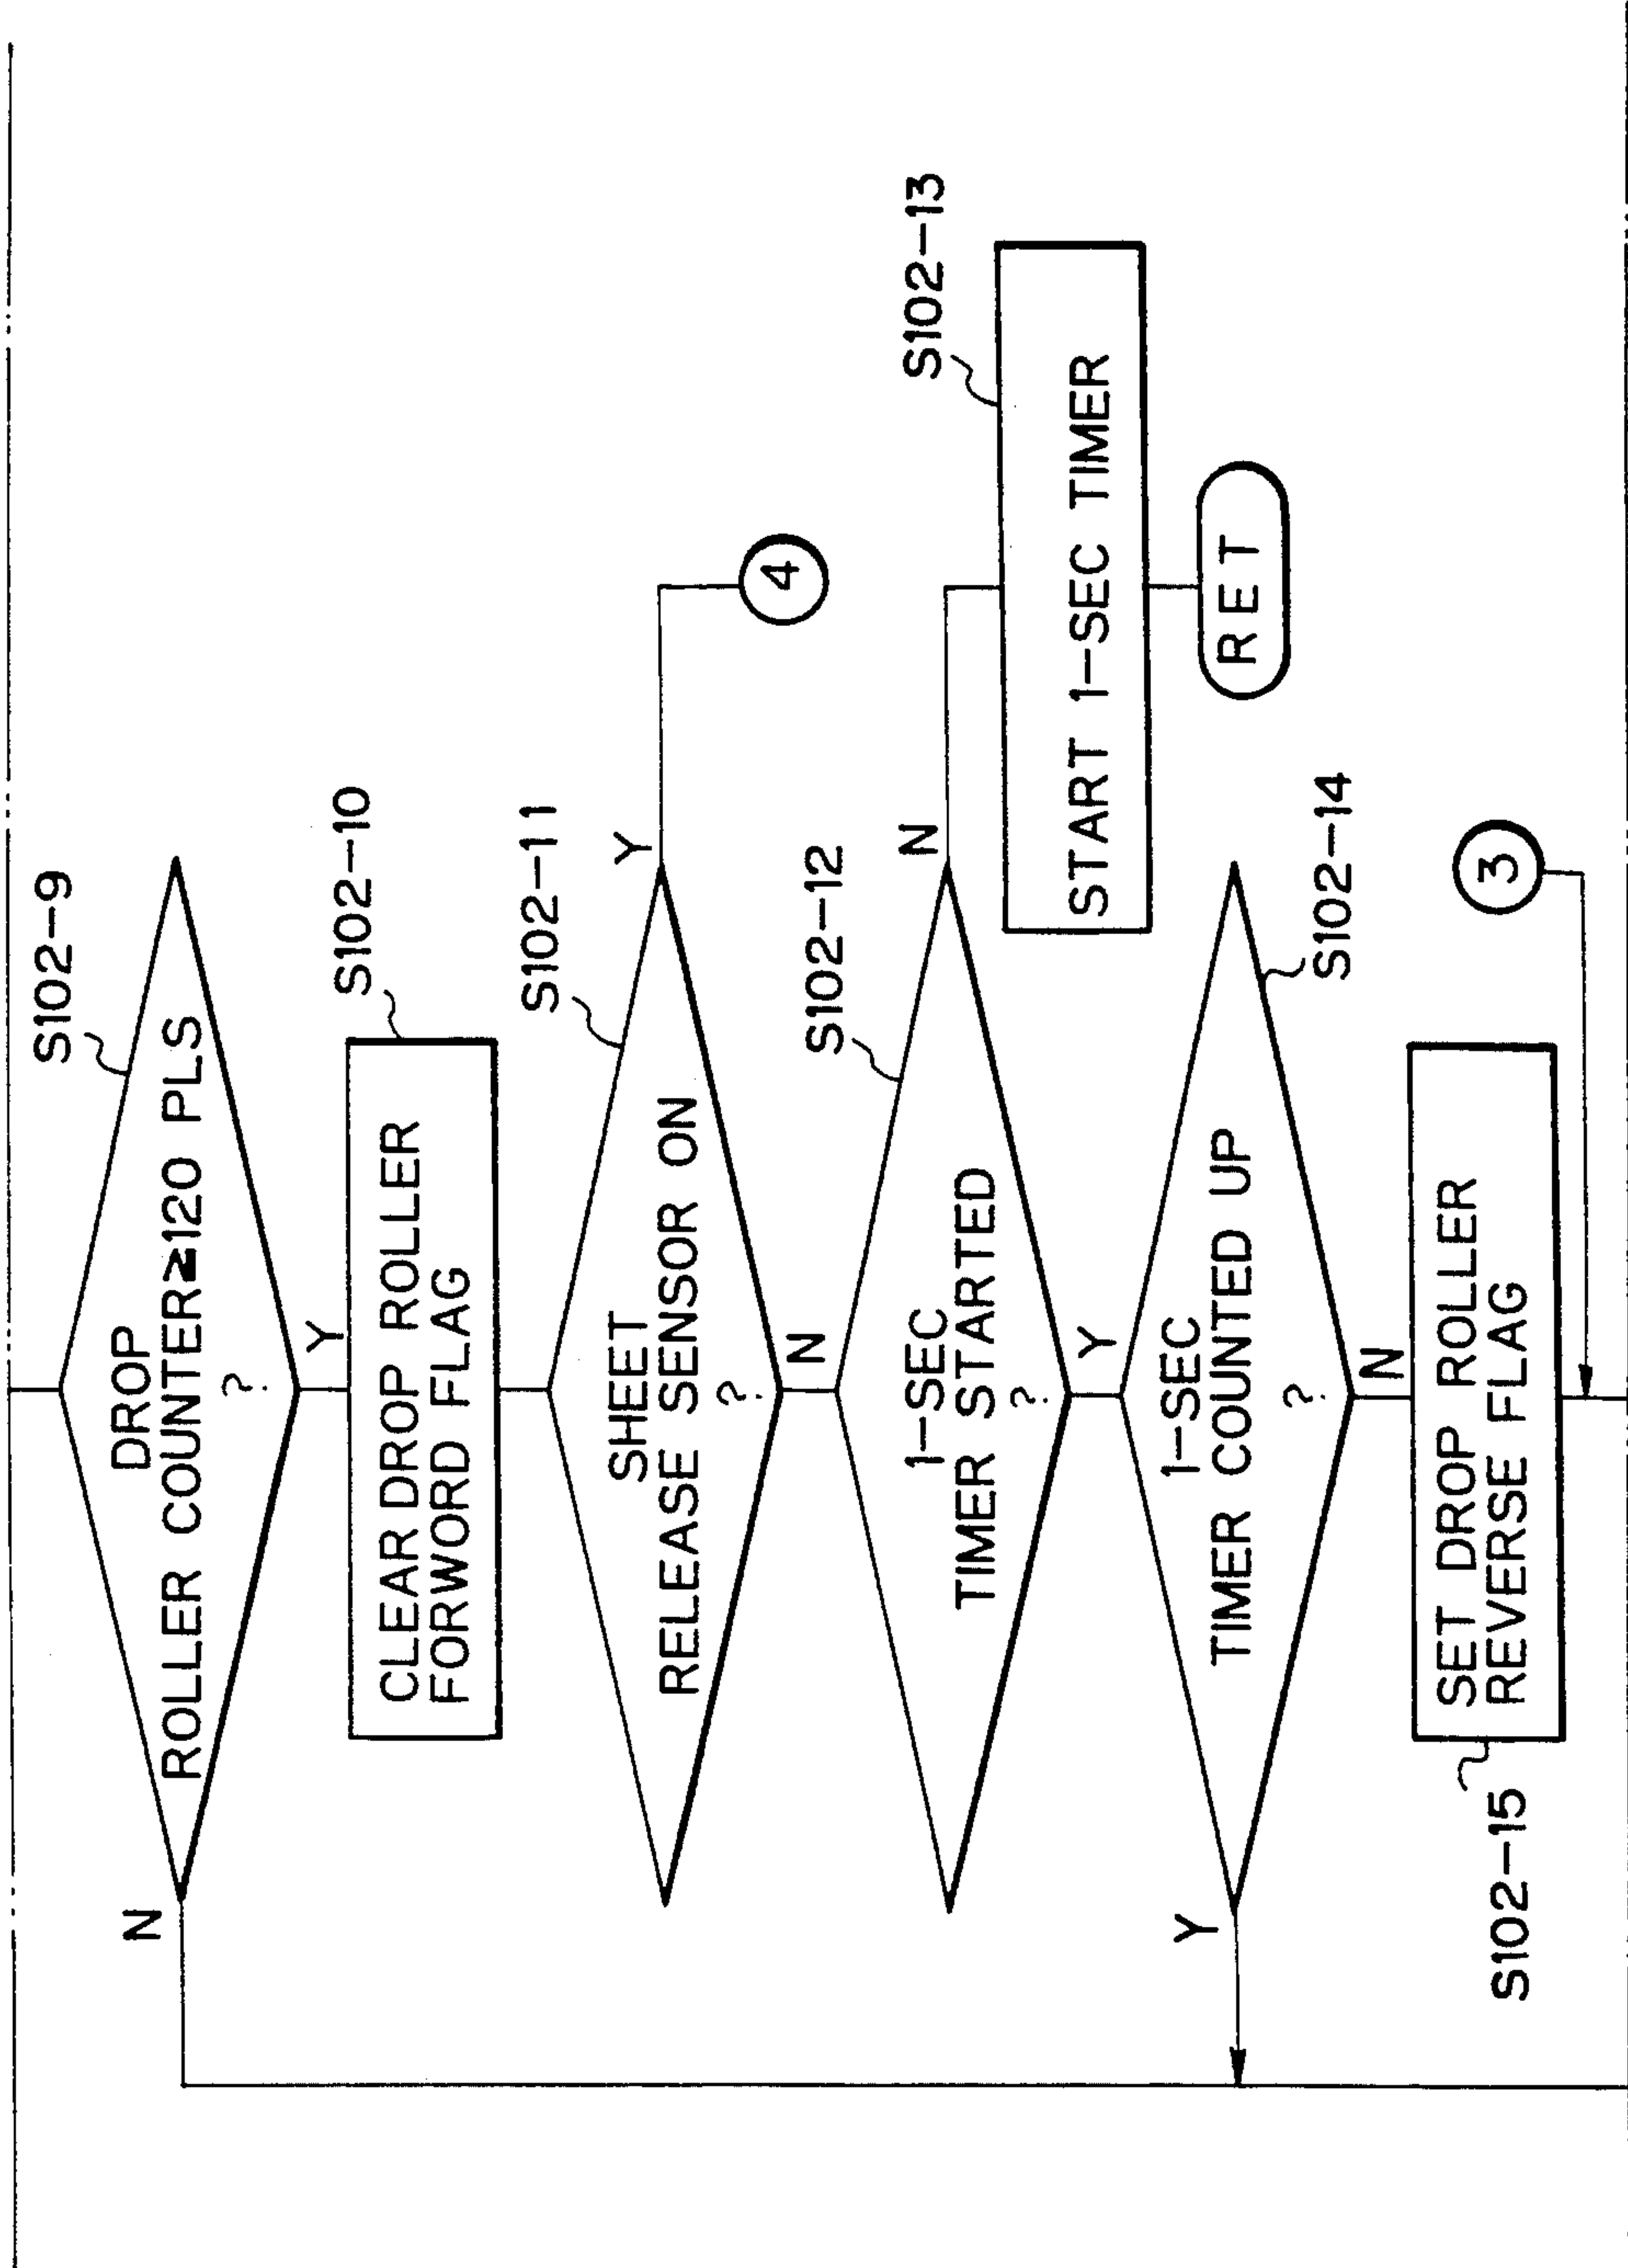 S102-9
DROP
ROLLER COUNTER≧120 PLS
?
N
Y
S102-10
CLEAR DROP ROLLER
FORWORD FLAG
S102-11
SHEET
RELEASE SENSOR ON
?
Y
4
N
S102-12
1-SEC
TIMER STARTED
?
N
S102-13
START 1-SEC TIMER
RET
Y
1-SEC
TIMER COUNTED UP
?
S102-14
Y
N
S102-15
SET DROP ROLLER
REVERSE FLAG
3